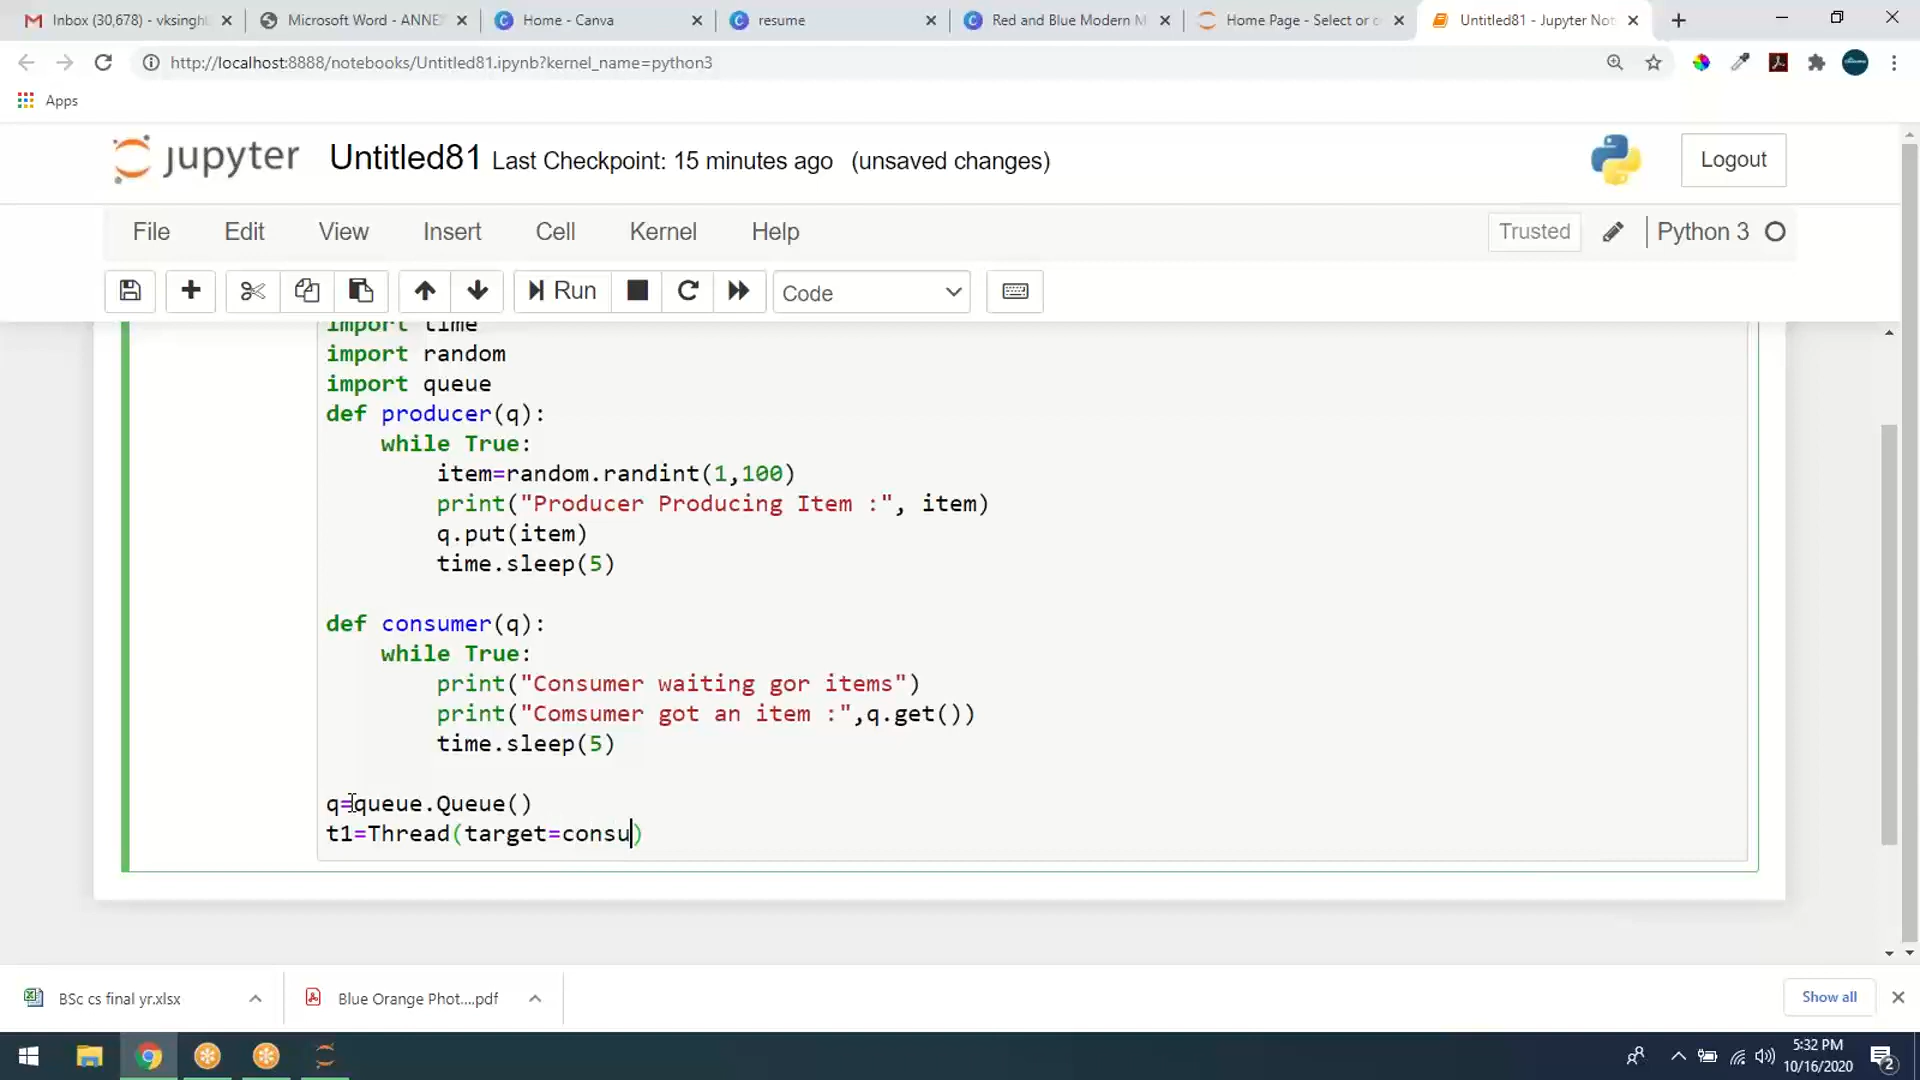 Inbox (30,678) - vksingh
Microsoft Word - ANNE
Home - Canva
resume
Red and Blue Modern M
Home Page - Select or c
Untitled81 - Jupyter Not
http://localhost:8888/notebooks/Untitled81.ipynb?kernel_name=python3
Apps
jupyter Untitled81 Last Checkpoint: 15 minutes ago (unsaved changes)
Logout
File Edit View Insert Cell Kernel Help
Trusted
Python 3
Run
Code
import time
import random
import queue
def producer(q):
    while True:
        item=random.randint(1,100)
        print("Producer Producing Item :", item)
        q.put(item)
        time.sleep(5)
def consumer(q):
    while True:
        print("Consumer waiting gor items")
        print("Comsumer got an item :",q.get())
        time.sleep(5)
q=queue.Queue()
t1=Thread(target=consu)
BSc cs final yr.xlsx
Blue Orange Phot....pdf
Show all
5:32 PM
10/16/2020
2